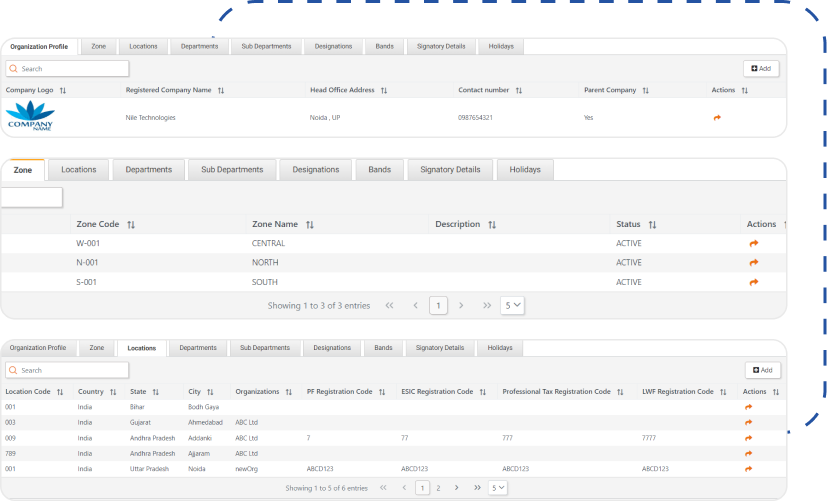 Organization Profile Zone Locations Departments Sub Departments Designations Bands Signatory Details Holidays
Search Add
Company Logo Registered Company Name Head Office Address Contact number Parent Company Actions
COMPANY NAME Nile Technologies Noida , UP 0987654321 Yes
Zone Locations Departments Sub Departments Designations Bands Signatory Details Holidays
Zone Code Zone Name Description Status Actions
W-001 CENTRAL ACTIVE
N-001 NORTH ACTIVE
S-001 SOUTH ACTIVE
Showing 1 to 3 of 3 entries << < 1 > >> 5
Organization Profile Zone Locations Departments Sub Departments Designations Bands Signatory Details Holidays
Search Add
Location Code Country State City Organizations PF Registration Code ESIC Registration Code Professional Tax Registration Code LWF Registration Code Actions
001 India Bihar Bodh Gaya
003 India Gujarat Ahmedabad ABC Ltd
009 India Andhra Pradesh Addanki ABC Ltd 7 77 777 7777
789 India Andhra Pradesh Ajjaram ABC Ltd
001 India Uttar Pradesh Noida newOrg ABCD123 ABCD123 ABCD123 ABCD123
Showing 1 to 5 of 6 entries << < 1 2 > >> 5